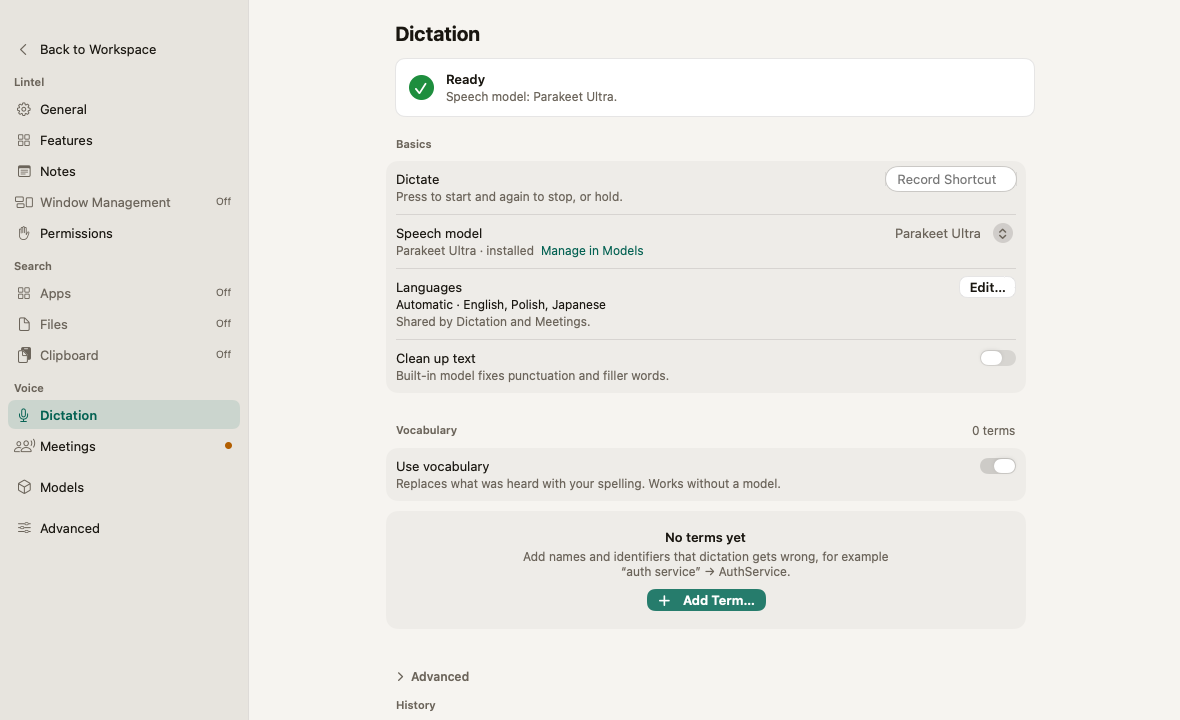 Back to Workspace
Lintel
General
Features
Notes
Window Management Off
Permissions
Search
Apps Off
Files Off
Clipboard Off
Voice
Dictation
Meetings
Models
Advanced
Dictation
Ready
Speech model: Parakeet Ultra.
Basics
Dictate Record Shortcut
Press to start and again to stop, or hold.
Speech model Parakeet Ultra
Parakeet Ultra · installed Manage in Models
Languages Edit...
Automatic · English, Polish, Japanese
Shared by Dictation and Meetings.
Clean up text
Built-in model fixes punctuation and filler words.
Vocabulary 0 terms
Use vocabulary
Replaces what was heard with your spelling. Works without a model.
No terms yet
Add names and identifiers that dictation gets wrong, for example
“auth service” → AuthService.
+ Add Term...
Advanced
History